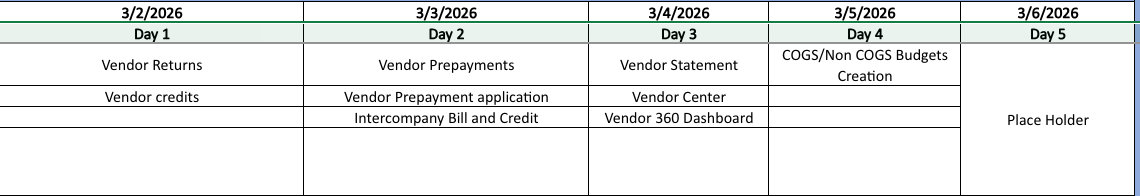 3/2/2026 3/3/2026 3/4/2026 3/5/2026 3/6/2026
Day 1 Day 2 Day 3 Day 4 Day 5
Vendor Returns Vendor Prepayments Vendor Statement COGS/Non COGS Budgets
Creation
Vendor credits Vendor Prepayment application Vendor Center
Intercompany Bill and Credit Vendor 360 Dashboard Place Holder